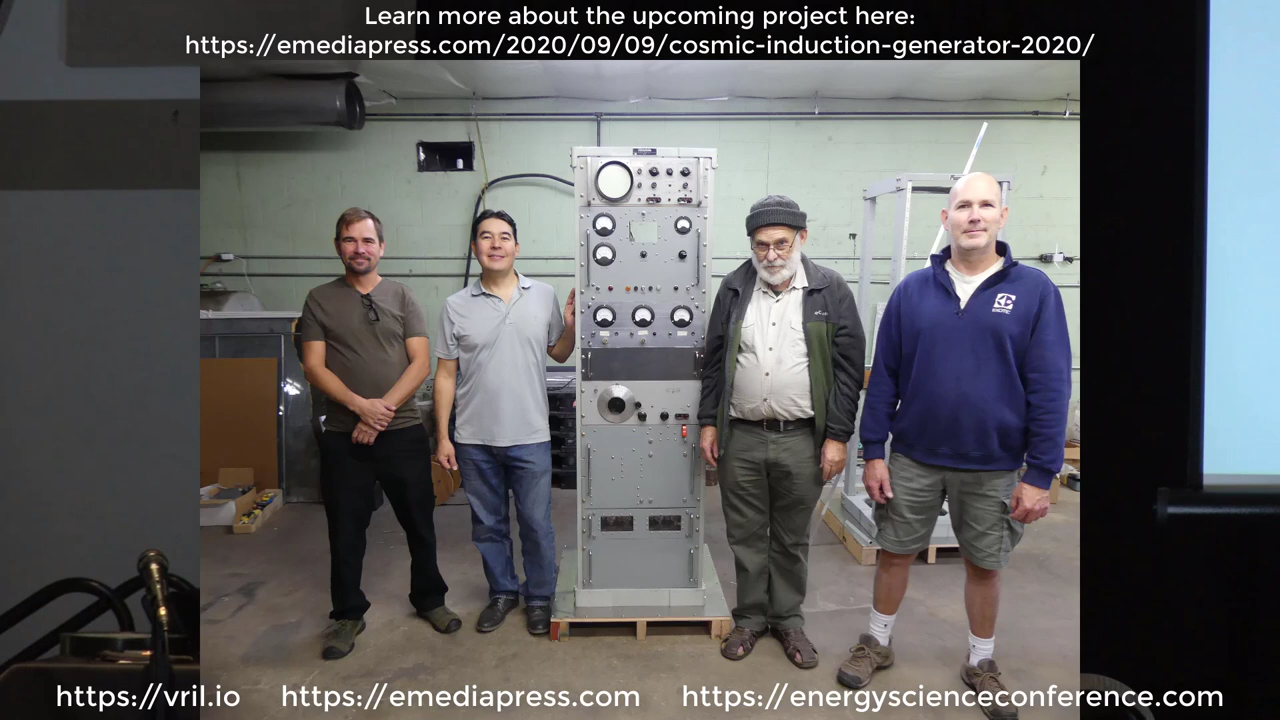 Learn more about the upcoming project here:
https://emediapress.com/2020/09/09/cosmic-induction-generator-2020/
https://vril.io https://emediapress.com https://energyscienceconference.com